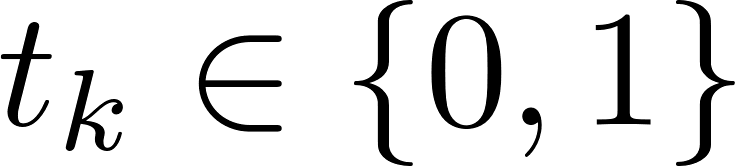 t_k ∈ {0, 1}